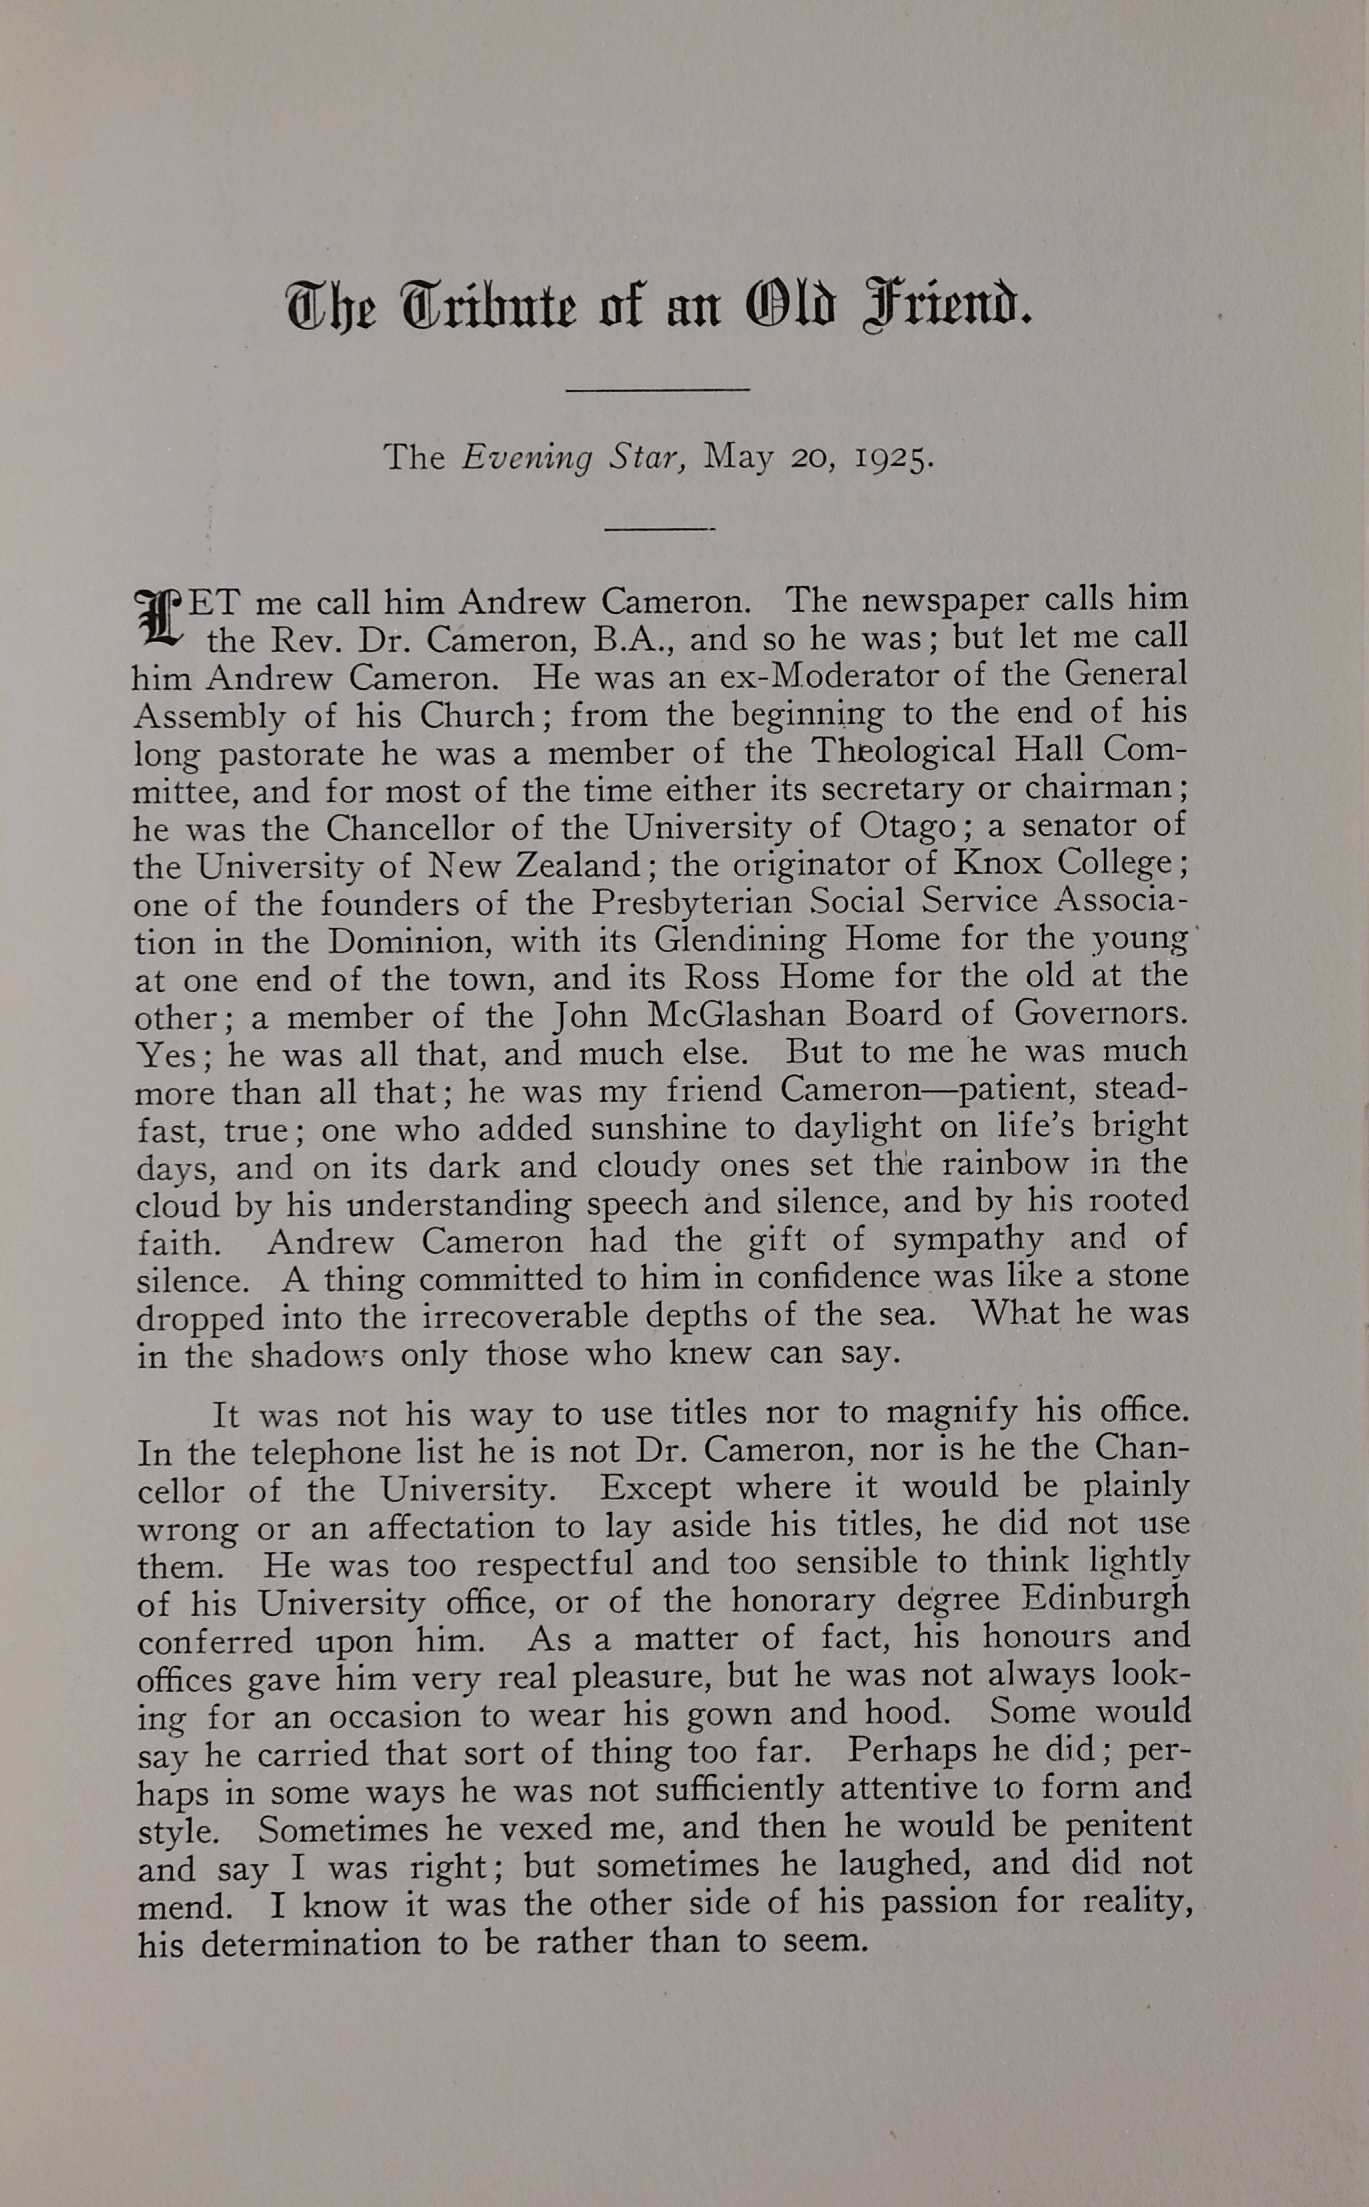 The Tribute of an Old Friend.
The Evening Star, May 20, 1925.
LET me call him Andrew Cameron. The newspaper calls him
the Rev. Dr. Cameron, B.A., and so he was; but let me call
him Andrew Cameron. He was an ex-Moderator of the General
Assembly of his Church; from the beginning to the end of his
long pastorate he was a member of the Theological Hall Com-
mittee, and for most of the time either its secretary or chairman;
he was the Chancellor of the University of Otago; a senator of
the University of New Zealand; the originator of Knox College;
one of the founders of the Presbyterian Social Service Associa-
tion in the Dominion, with its Glendining Home for the young
at one end of the town, and its Ross Home for the old at the
other; a member of the John McGlashan Board of Governors.
Yes; he was all that, and much else. But to me he was much
more than all that; he was my friend Cameron—patient, stead-
fast, true; one who added sunshine to daylight on life's bright
days, and on its dark and cloudy ones set the rainbow in the
cloud by his understanding speech and silence, and by his rooted
faith. Andrew Cameron had the gift of sympathy and of
silence. A thing committed to him in confidence was like a stone
dropped into the irrecoverable depths of the sea. What he was
in the shadows only those who knew can say.
It was not his way to use titles nor to magnify his office.
In the telephone list he is not Dr. Cameron, nor is he the Chan-
cellor of the University. Except where it would be plainly
wrong or an affectation to lay aside his titles, he did not use
them. He was too respectful and too sensible to think lightly
of his University office, or of the honorary degree Edinburgh
conferred upon him. As a matter of fact, his honours and
offices gave him very real pleasure, but he was not always look-
ing for an occasion to wear his gown and hood. Some would
say he carried that sort of thing too far. Perhaps he did; per-
haps in some ways he was not sufficiently attentive to form and
style. Sometimes he vexed me, and then he would be penitent
and say I was right; but sometimes he laughed, and did not
mend. I know it was the other side of his passion for reality,
his determination to be rather than to seem.